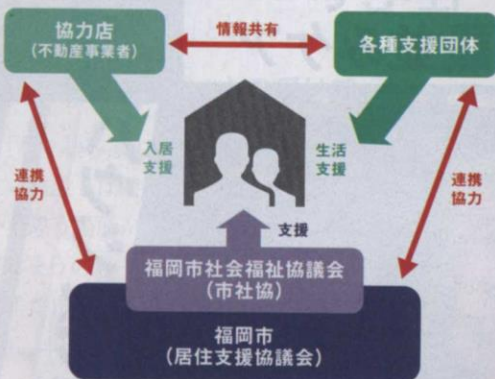 協力店
(不動産事業者)
情報共有
各種支援団体
入居
支援
生活
支援
連携
協力
連携
協力
支援
福岡市社会福祉協議会
(市社協)
福岡市
(居住支援協議会)